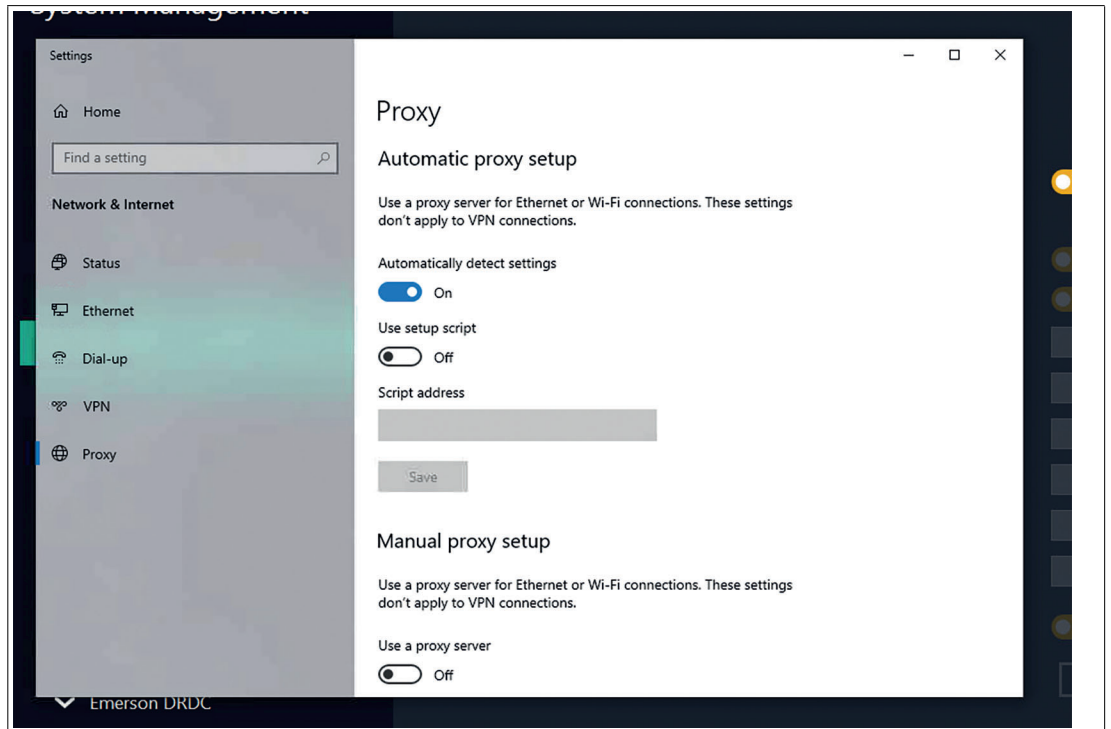 System Management
Settings
Home
Find a setting
Network & Internet
Status
Ethernet
Dial-up
VPN
Proxy
Proxy
Automatic proxy setup
Use a proxy server for Ethernet or Wi-Fi connections. These settings
don't apply to VPN connections.
Automatically detect settings
On
Use setup script
Off
Script address
Save
Manual proxy setup
Use a proxy server for Ethernet or Wi-Fi connections. These settings
don't apply to VPN connections.
Use a proxy server
Off
Emerson DRDC